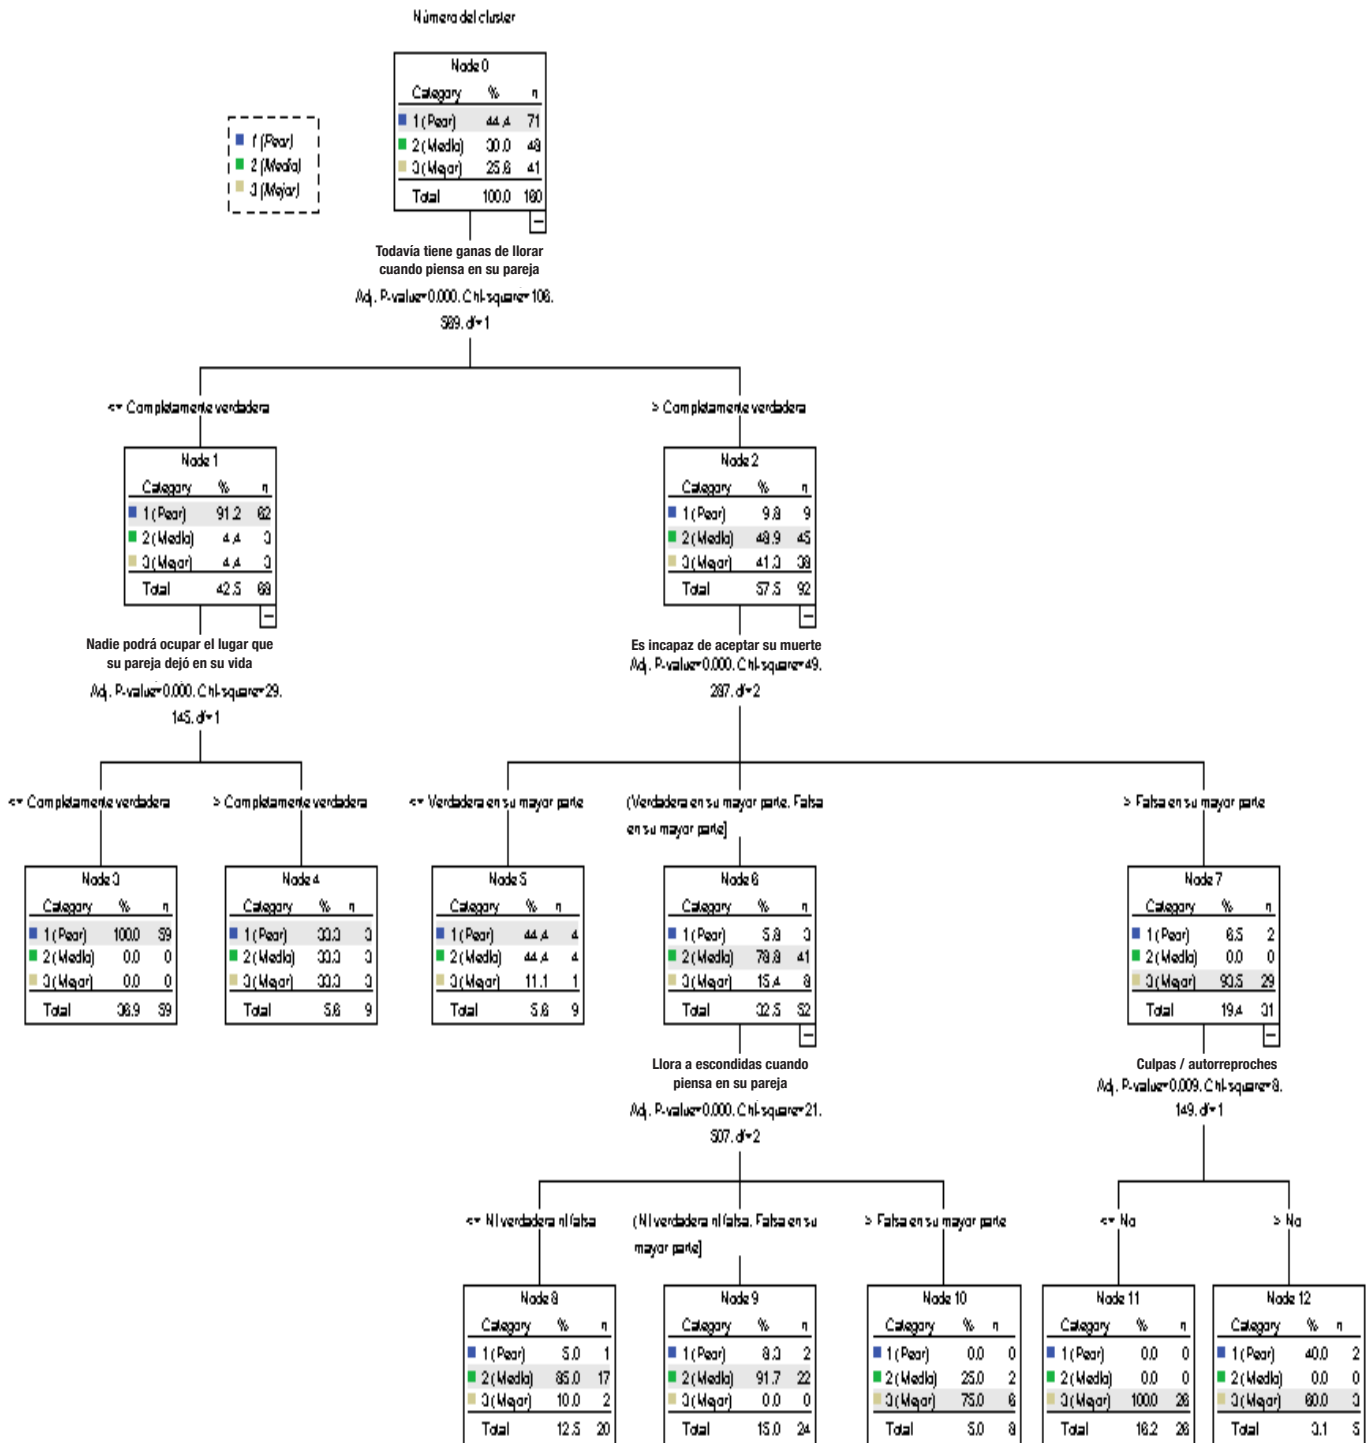 Número del cluster
Node 0
Category % n
1 (Peor) 44.4 71
2 (Media) 30.0 48
3 (Mejor) 25.6 41
Total 100.0 160
1 (Peor)
2 (Media)
3 (Mejor)
Todavía tiene ganas de llorar
cuando piensa en su pareja
Adj. P-value=0.000. Chi-square=106.
589. df=1
<= Completamente verdadera
> Completamente verdadera
Node 1
Category % n
1 (Peor) 91.2 62
2 (Media) 4.4 3
3 (Mejor) 4.4 3
Total 42.5 68
Node 2
Category % n
1 (Peor) 9.8 9
2 (Media) 48.9 45
3 (Mejor) 41.3 38
Total 57.5 92
Nadie podrá ocupar el lugar que
su pareja dejó en su vida
Adj. P-value=0.000. Chi-square=29.
145. df=1
Es incapaz de aceptar su muerte
Adj. P-value=0.000. Chi-square=49.
287. df=2
<= Completamente verdadera
> Completamente verdadera
<= Verdadera en su mayor parte
(Verdadera en su mayor parte. Falsa
en su mayor parte]
> Falsa en su mayor parte
Node 3
Category % n
1 (Peor) 100.0 59
2 (Media) 0.0 0
3 (Mejor) 0.0 0
Total 36.9 59
Node 4
Category % n
1 (Peor) 33.3 3
2 (Media) 33.3 3
3 (Mejor) 33.3 3
Total 5.6 9
Node 5
Category % n
1 (Peor) 44.4 4
2 (Media) 44.4 4
3 (Mejor) 11.1 1
Total 5.6 9
Node 6
Category % n
1 (Peor) 5.8 3
2 (Media) 78.8 41
3 (Mejor) 15.4 8
Total 32.5 52
Node 7
Category % n
1 (Peor) 6.5 2
2 (Media) 0.0 0
3 (Mejor) 93.5 29
Total 19.4 31
Llora a escondidas cuando
piensa en su pareja
Adj. P-value=0.000. Chi-square=21.
507. df=2
Culpas / autorreproches
Adj. P-value=0.009. Chi-square=8.
149. df=1
<= Ni verdadera ni falsa
(Ni verdadera ni falsa. Falsa en su
mayor parte]
> Falsa en su mayor parte
<= No
> No
Node 8
Category % n
1 (Peor) 5.0 1
2 (Media) 85.0 17
3 (Mejor) 10.0 2
Total 12.5 20
Node 9
Category % n
1 (Peor) 8.3 2
2 (Media) 91.7 22
3 (Mejor) 0.0 0
Total 15.0 24
Node 10
Category % n
1 (Peor) 0.0 0
2 (Media) 25.0 2
3 (Mejor) 75.0 6
Total 5.0 8
Node 11
Category % n
1 (Peor) 0.0 0
2 (Media) 0.0 0
3 (Mejor) 100.0 26
Total 16.2 26
Node 12
Category % n
1 (Peor) 40.0 2
2 (Media) 0.0 0
3 (Mejor) 60.0 3
Total 3.1 5